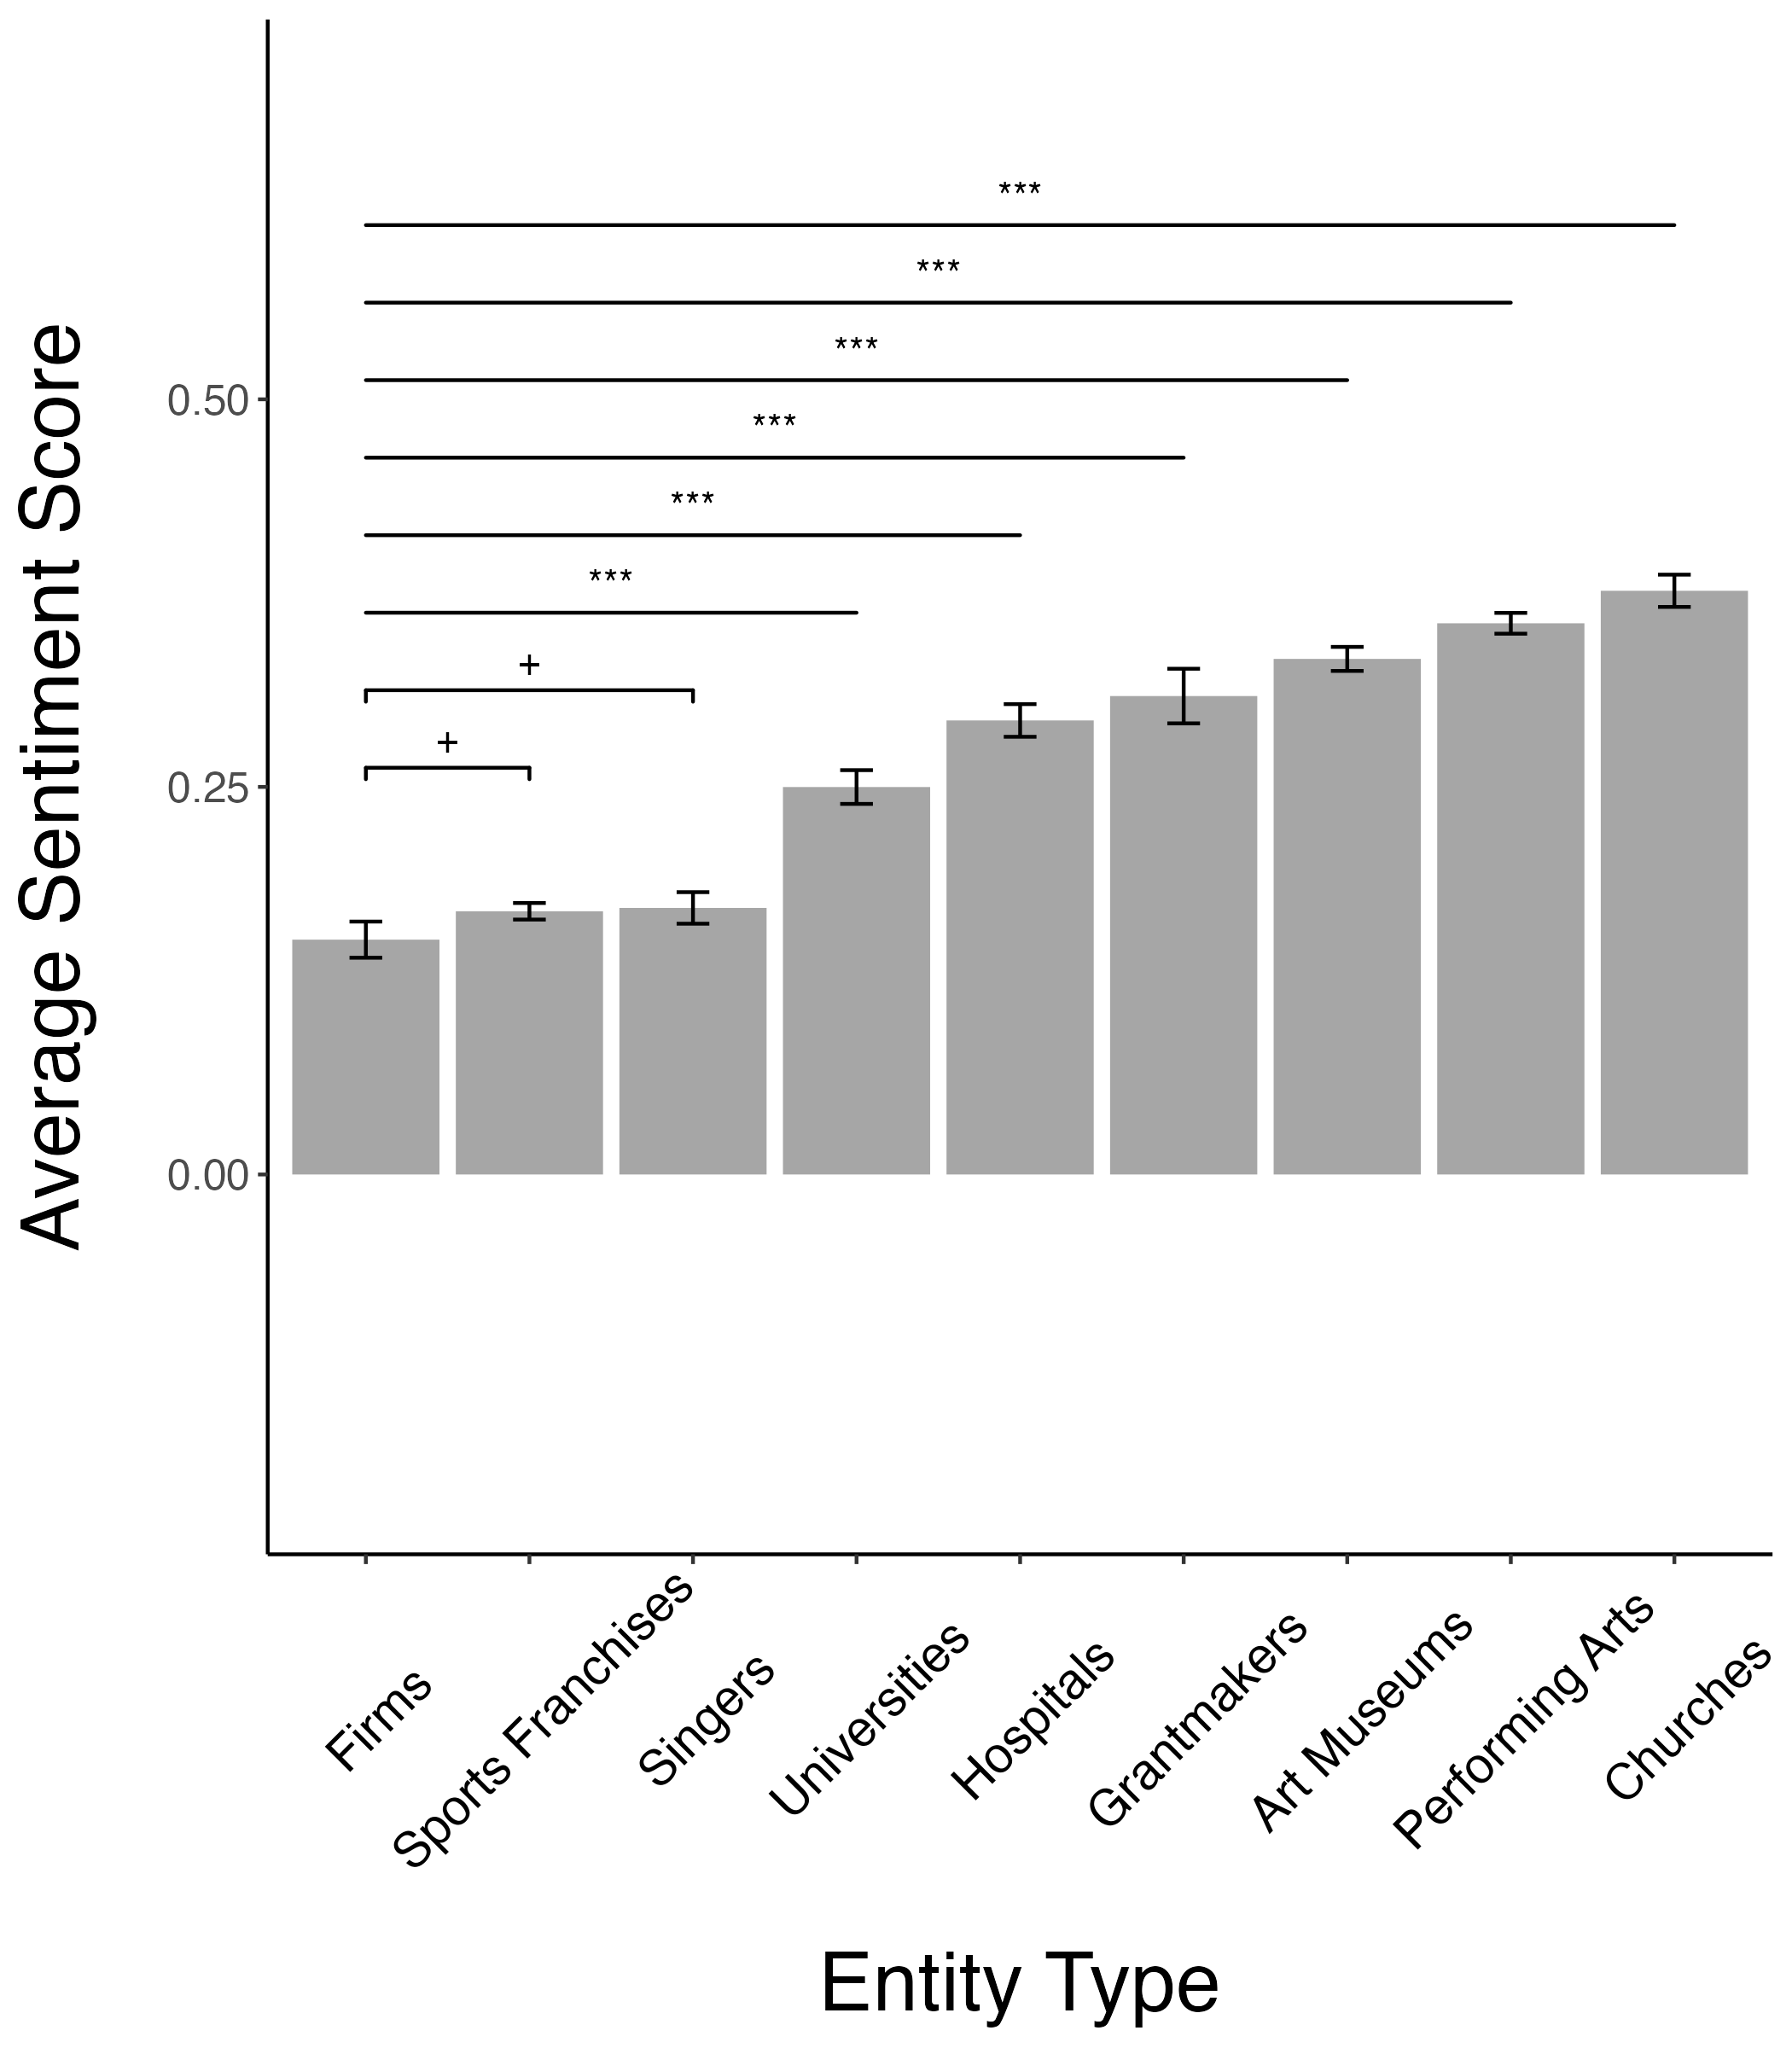 Average Sentiment Score
0.50
0.25
0.00
***
***
***
***
***
***
+
+
Firms
Sports Franchises
Singers
Universities
Hospitals
Grantmakers
Art Museums
Performing Arts
Churches
Entity Type